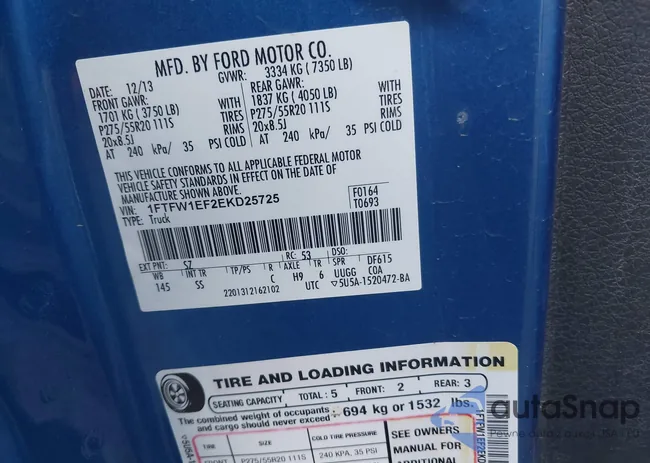 MFD. BY FORD MOTOR CO.
DATE: 12/13 GVWR: 3334 KG ( 7350 LB)
FRONT GAWR: REAR GAWR:
1701 KG ( 3750 LB) 1837 KG ( 4050 LB)
P275/55R20 111S TIRES P275/55R20 111S TIRES
20x8.5J RIMS 20x8.5J RIMS
AT 240 kPa/ 35 PSI COLD AT 240 kPa/ 35 PSI COLD
THIS VEHICLE CONFORMS TO ALL APPLICABLE FEDERAL MOTOR
VEHICLE SAFETY STANDARDS IN EFFECT ON THE DATE OF
MANUFACTURE SHOWN ABOVE.
VIN: 1FTFW1EF2EKD25725 F0164
TYPE: Truck T0693
EXT PNT: SZ RC: 53 DSO:
WB INT TR TP/PS R AXLE TR SPR DF615
145 SS C H9 6 UUGG COA
2201312162102 UTC 5U5A-1520472-BA
TIRE AND LOADING INFORMATION
SEATING CAPACITY TOTAL : 5 FRONT: 2 REAR: 3
The combined weight of occupants
and cargo should never exceed : 694 kg or 1532 lbs.
TIRE SIZE COLD TIRE PRESSURE SEE OWNERS
MANUAL FOR
FRONT P275/55R20 111S 240 KPA, 35 PSI ADDITIONAL
autoSnap